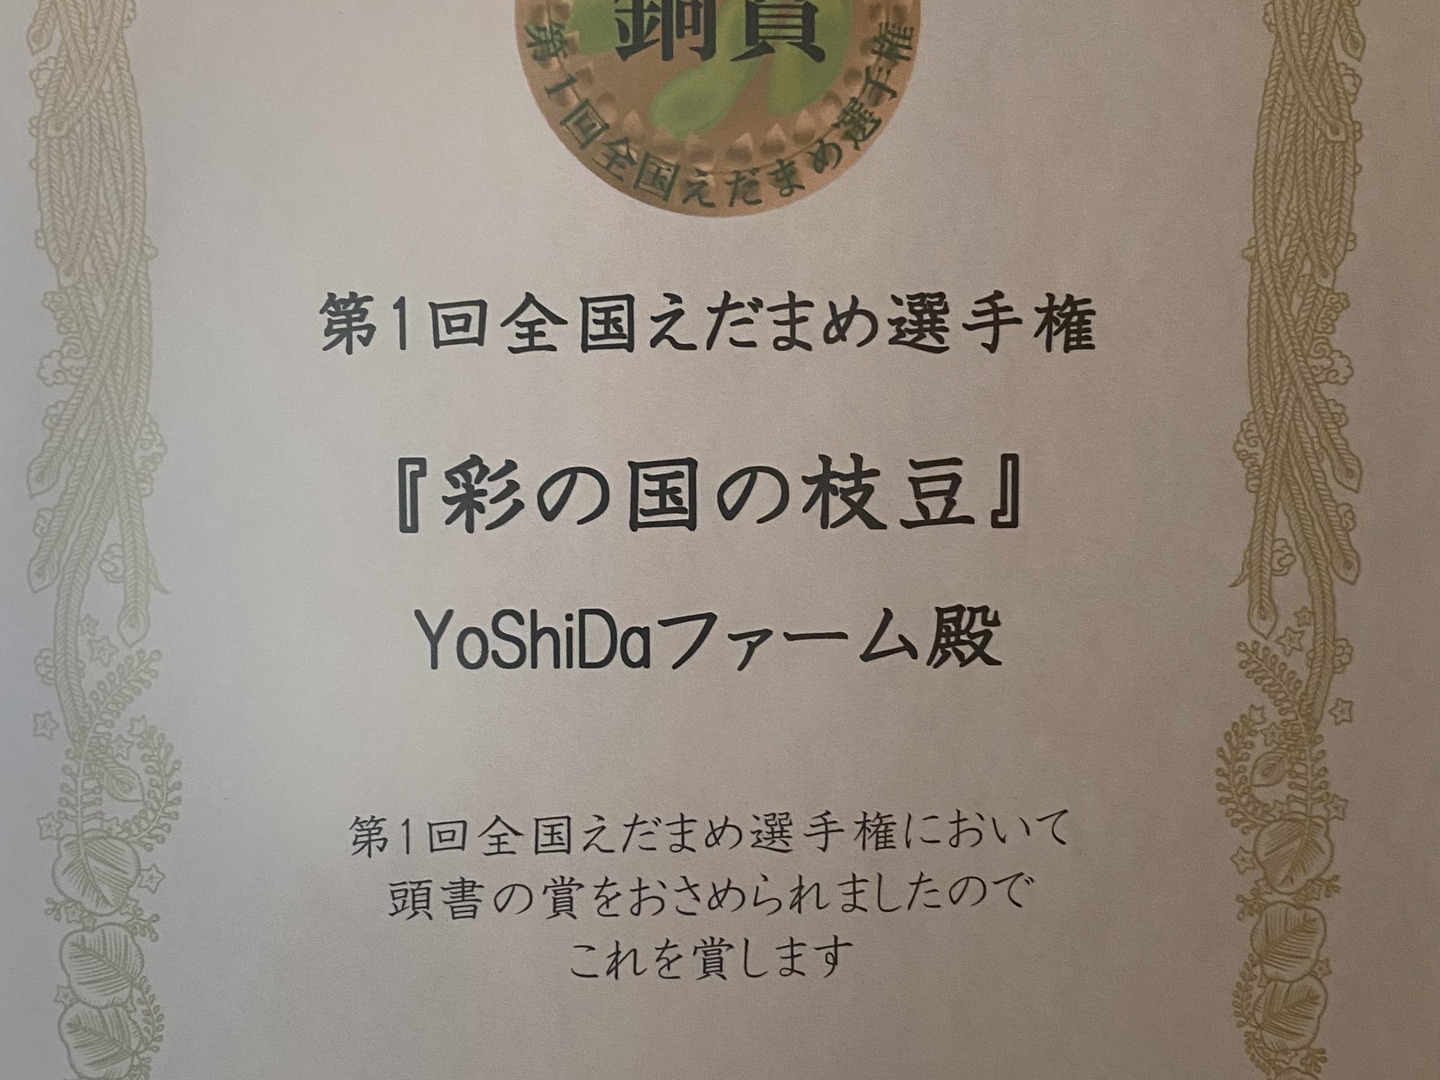 銅賞
第1回全国えだまめ選手権
第1回全国えだまめ選手権
『彩の国の枝豆』
YoShiDaファーム殿
第1回全国えだまめ選手権において
頭書の賞をおさめられましたので
これを賞します